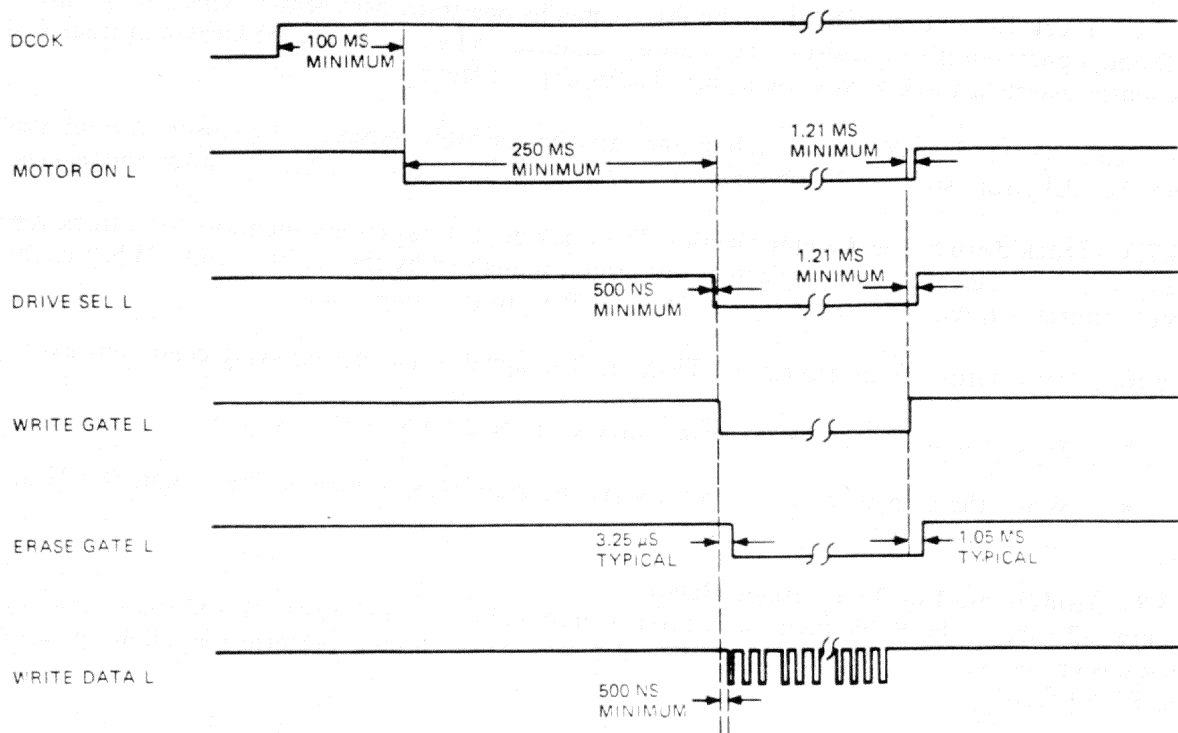 DCOK
100 MS
MINIMUM
MOTOR ON L
250 MS
MINIMUM
1.21 MS
MINIMUM
DRIVE SEL L
500 NS
MINIMUM
1.21 MS
MINIMUM
WRITE GATE L
ERASE GATE L
3.25 μS
TYPICAL
1.05 MS
TYPICAL
WRITE DATA L
500 NS
MINIMUM